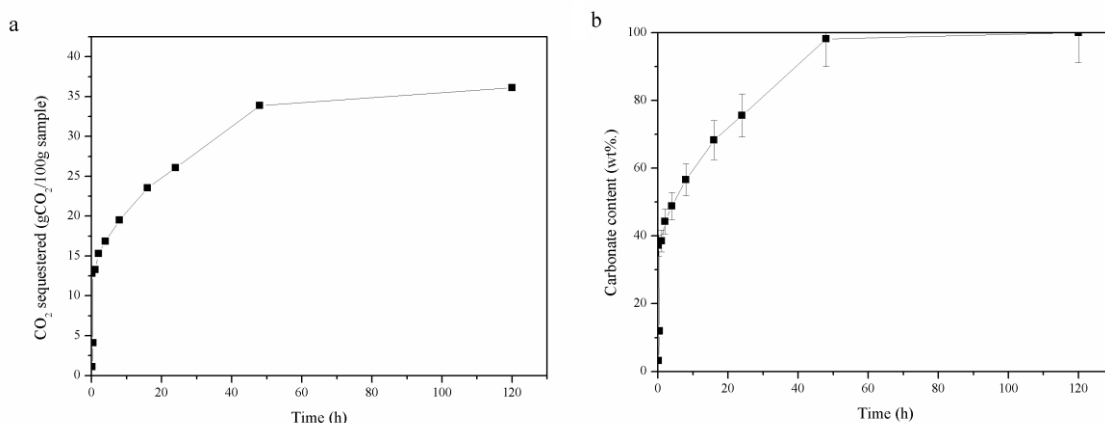 a
40
35
30
25
20
15
10
5
0
CO₂ sequestered (gCO₂/100g sample)
0 20 40 60 80 100 120
Time (h)
b
100
80
60
40
20
0
Carbonate content (wt%.)
0 20 40 60 80 100 120
Time (h)